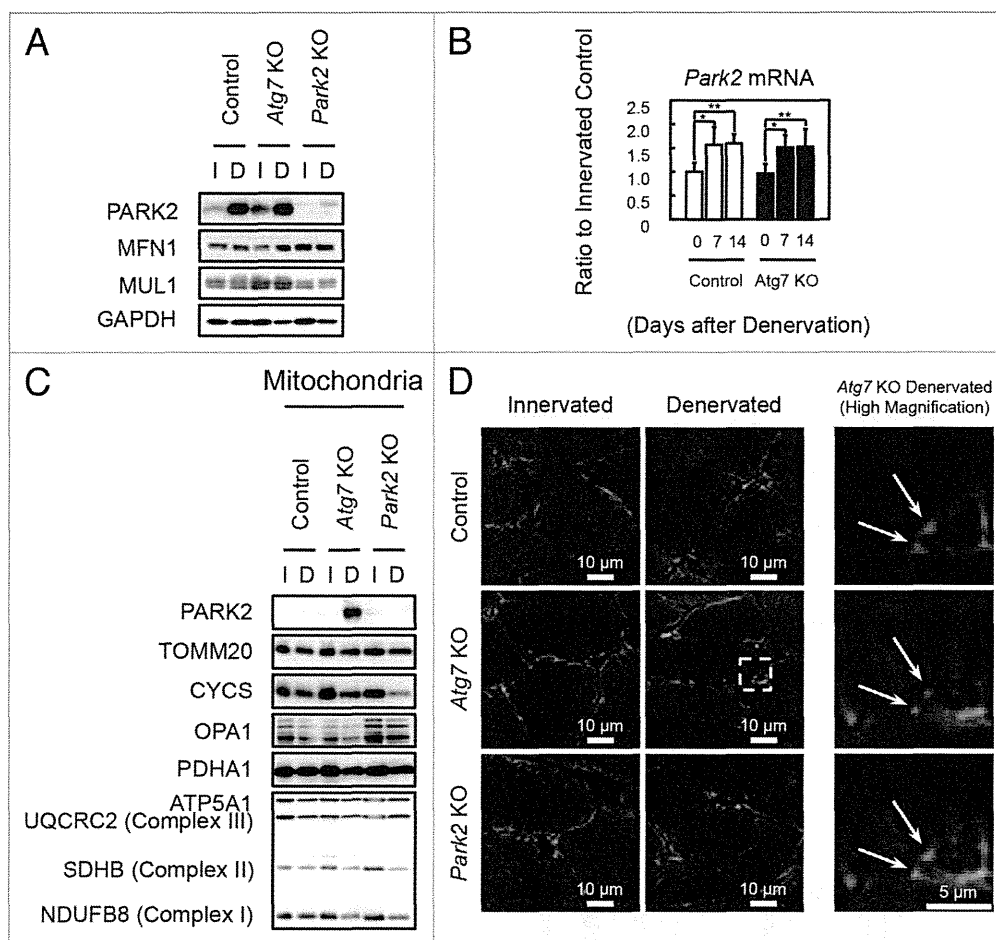 A
Control
Atg7 KO
Park2 KO
I D I D I D
PARK2
MFN1
MUL1
GAPDH
B
Park2 mRNA
Ratio to Innervated Control
2.5
2.0
1.5
1.0
0.5
0
* ** * **
0 7 14 0 7 14
Control Atg7 KO
(Days after Denervation)
C
Mitochondria
Control
Atg7 KO
Park2 KO
I D I D I D
PARK2
TOMM20
CYCS
OPA1
PDHA1
ATP5A1
UQCRC2 (Complex III)
SDHB (Complex II)
NDUFB8 (Complex I)
D
Innervated
Denervated
Atg7 KO Denervated
(High Magnification)
Control
10 µm
10 µm
Atg7 KO
10 µm
10 µm
Park2 KO
10 µm
10 µm
5 µm